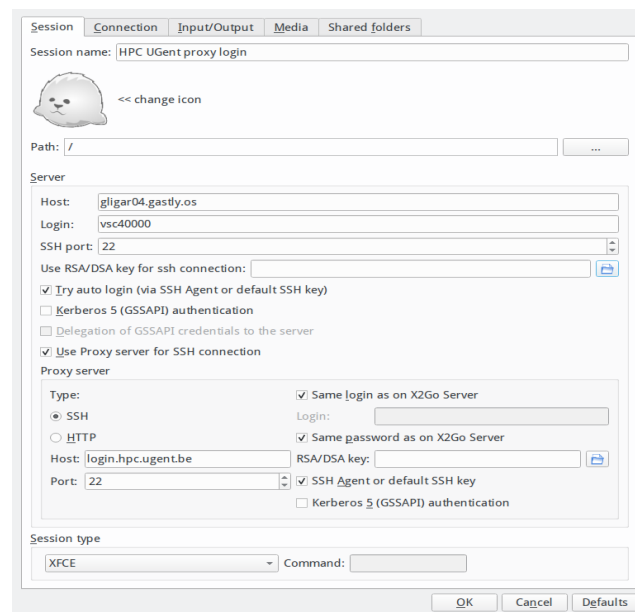 Session Connection Input/Output Media Shared folders
Session name: HPC UGent proxy login
<< change icon
Path: / ...
Server
Host: gligar04.gastly.os
Login: vsc40000
SSH port: 22
Use RSA/DSA key for ssh connection:
Try auto login (via SSH Agent or default SSH key)
Kerberos 5 (GSSAPI) authentication
Delegation of GSSAPI credentials to the server
Use Proxy server for SSH connection
Proxy server
Type: Same login as on X2Go Server
SSH Login:
HTTP Same password as on X2Go Server
Host: login.hpc.ugent.be RSA/DSA key:
Port: 22 SSH Agent or default SSH key
Kerberos 5 (GSSAPI) authentication
Session type
XFCE Command:
OK Cancel Defaults